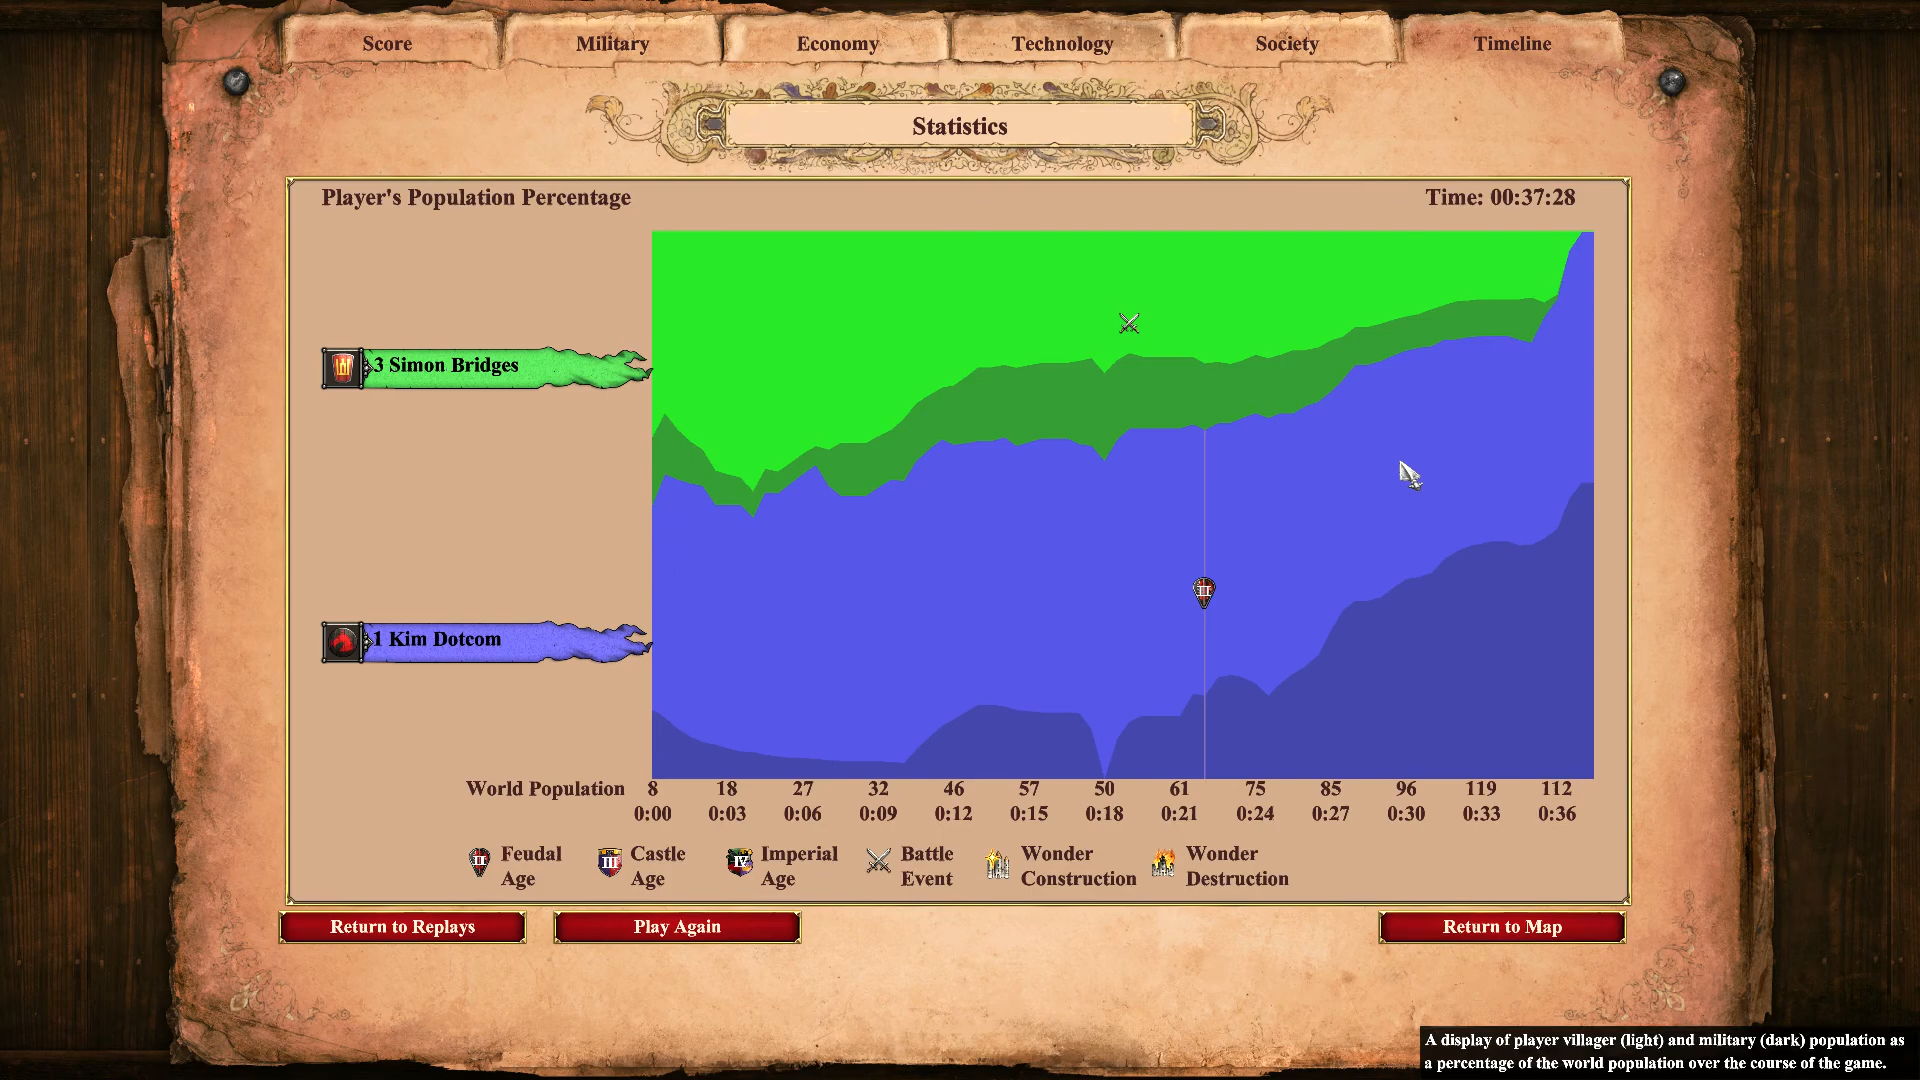 Score Military Economy Technology Society Timeline
Statistics
Player's Population Percentage Time: 00:37:28
3 Simon Bridges
II
1 Kim Dotcom
World Population 8 18 27 32 46 57 50 61 75 85 96 119 112
0:00 0:03 0:06 0:09 0:12 0:15 0:18 0:21 0:24 0:27 0:30 0:33 0:36
II Feudal III Castle IV Imperial Battle Wonder Wonder
Age Age Age Event Construction Destruction
Return to Replays Play Again Return to Map
A display of player villager (light) and military (dark) population as
a percentage of the world population over the course of the game.